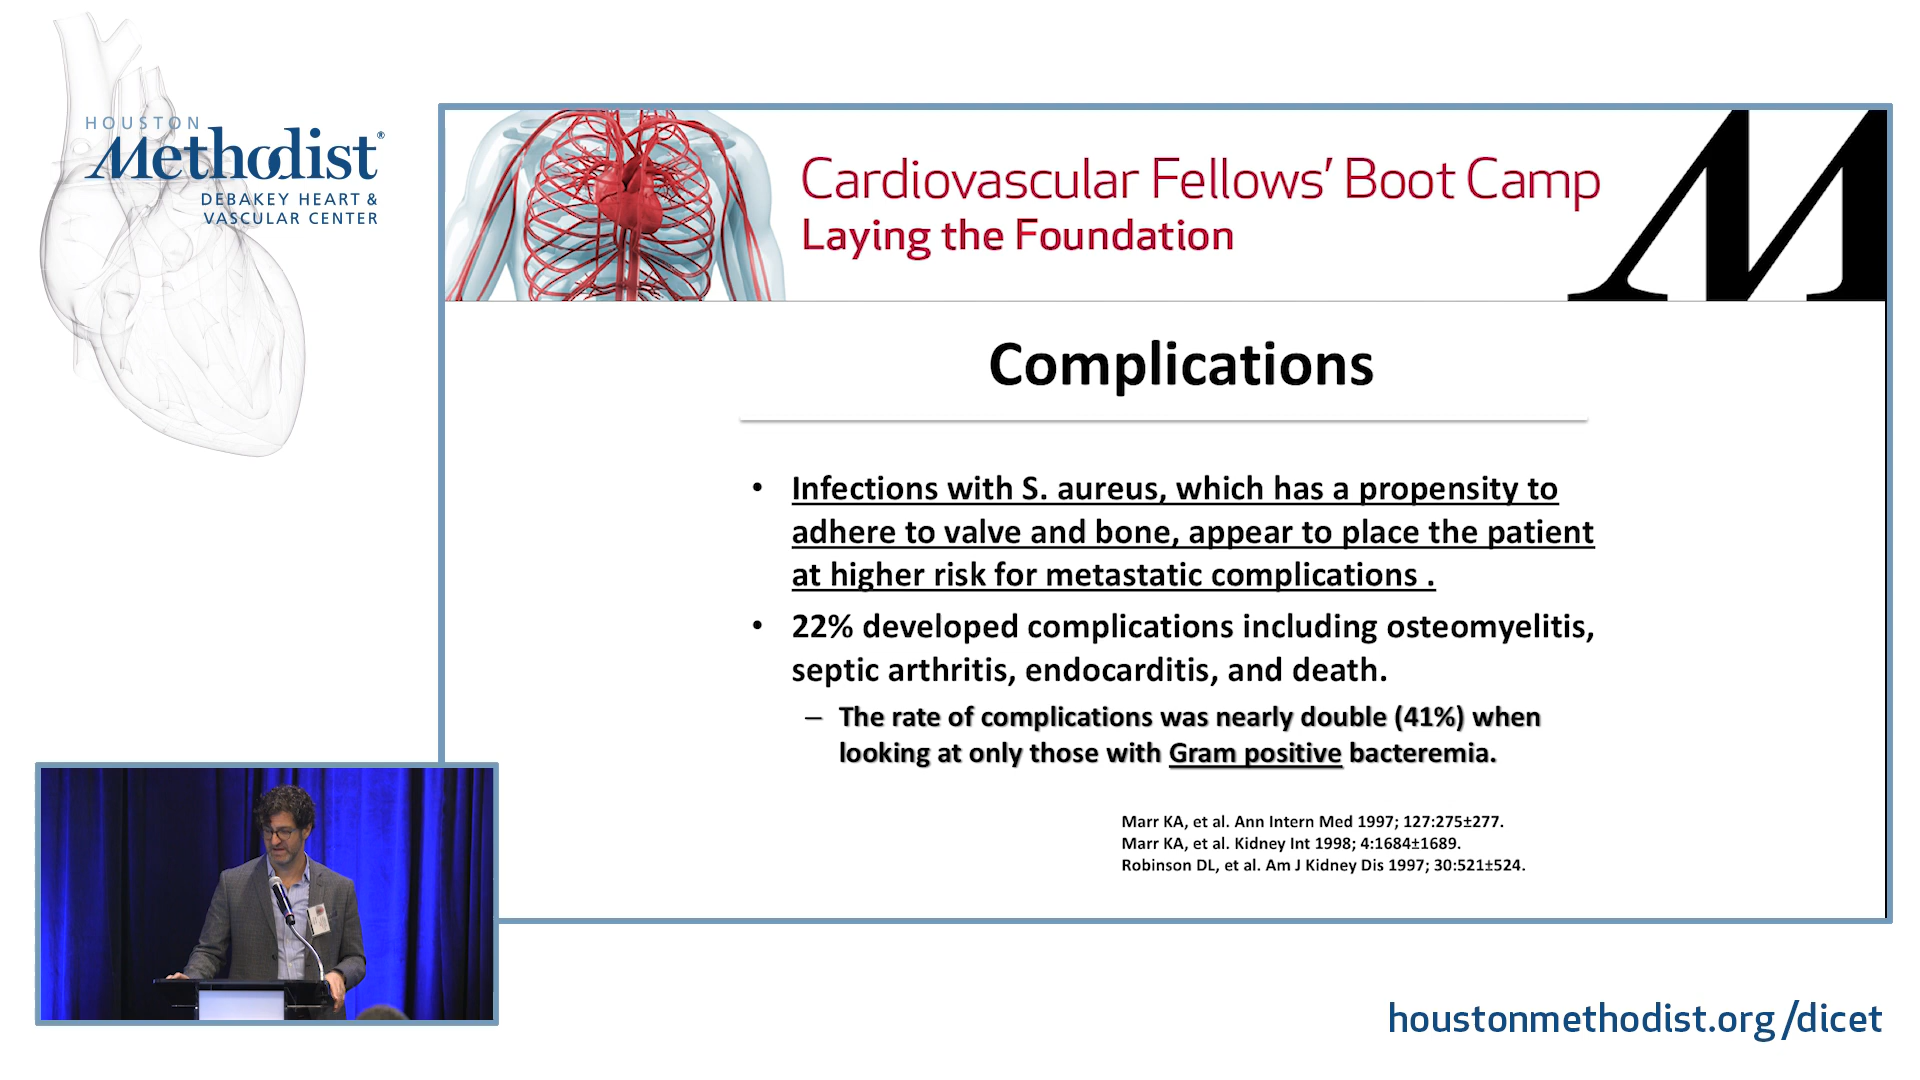 HOUSTON
Methodist®
DEBAKEY HEART &
VASCULAR CENTER
Cardiovascular Fellows’ Boot Camp
Laying the Foundation
M
Complications
• Infections with S. aureus, which has a propensity to
adhere to valve and bone, appear to place the patient
at higher risk for metastatic complications .
• 22% developed complications including osteomyelitis,
septic arthritis, endocarditis, and death.
– The rate of complications was nearly double (41%) when
looking at only those with Gram positive bacteremia.
Marr KA, et al. Ann Intern Med 1997; 127:275±277.
Marr KA, et al. Kidney Int 1998; 4:1684±1689.
Robinson DL, et al. Am J Kidney Dis 1997; 30:521±524.
houstonmethodist.org/dicet